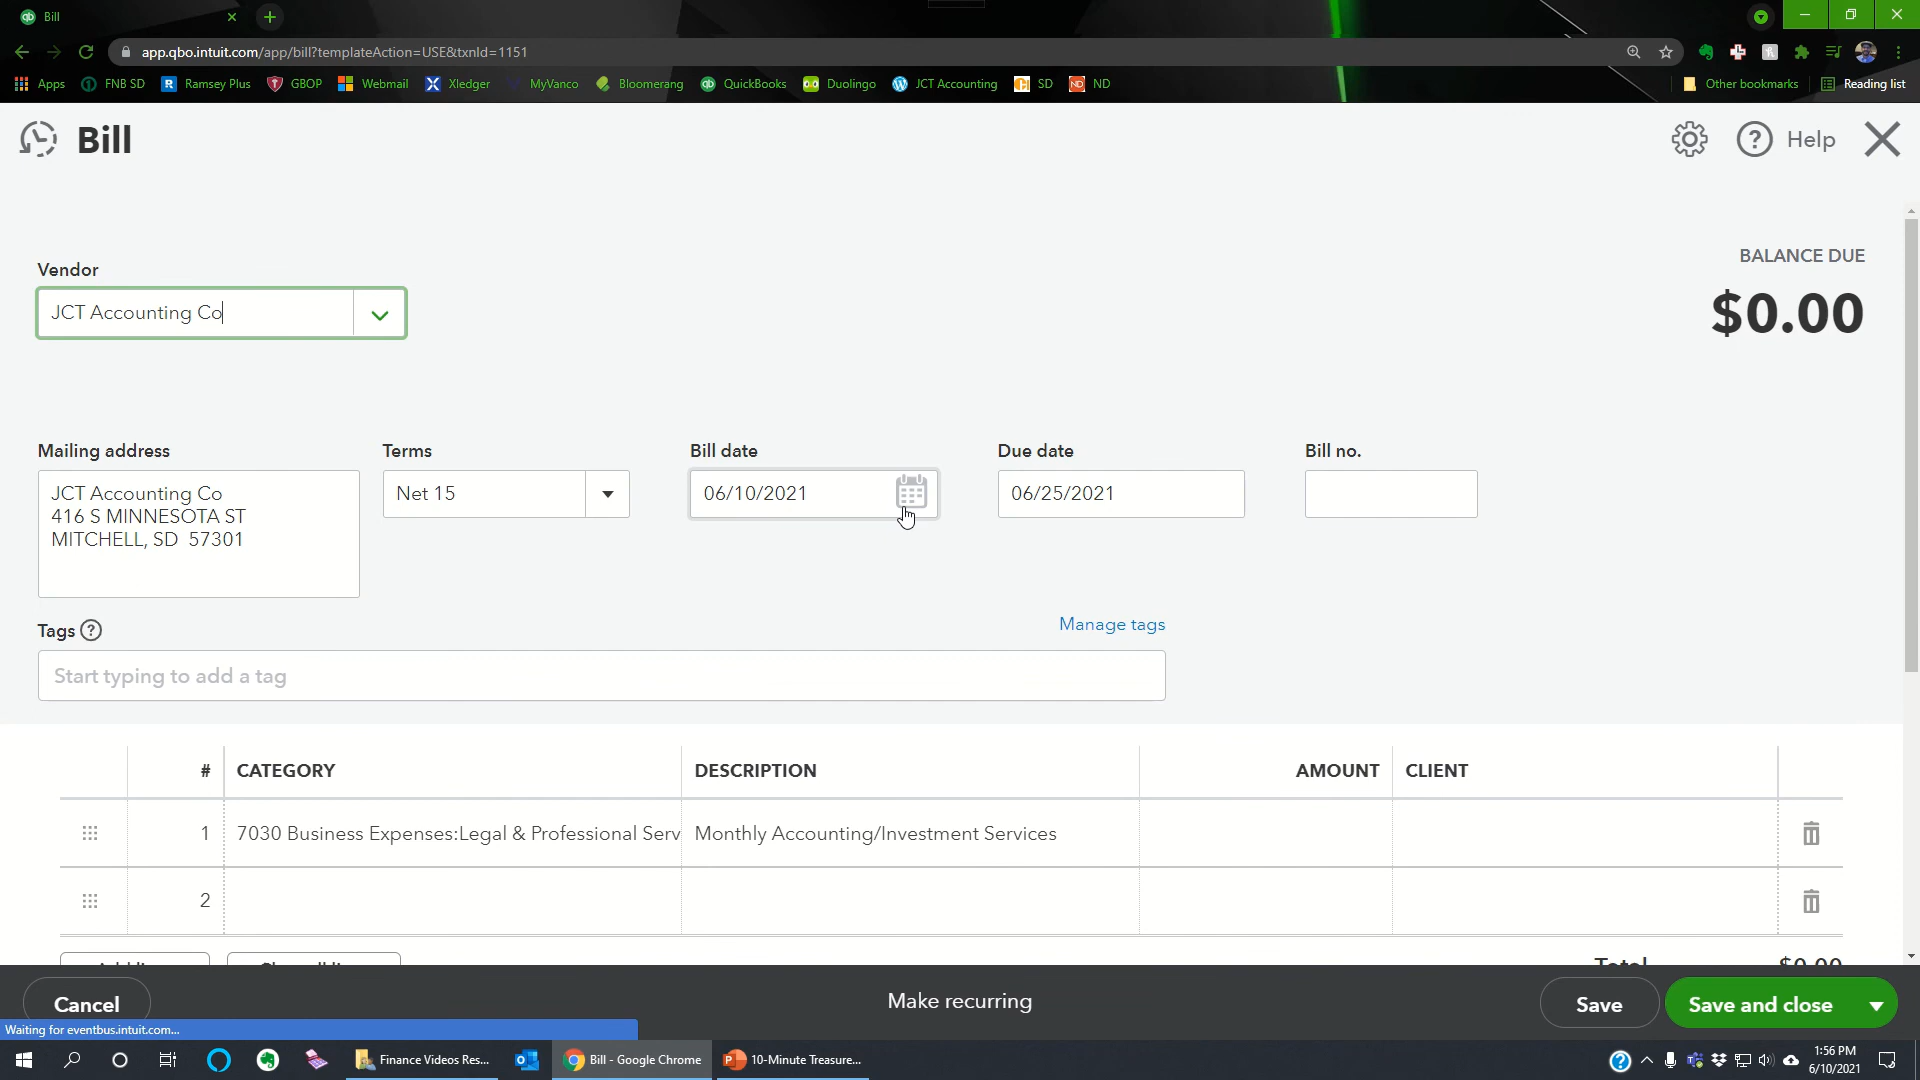 Bill
app.qbo.intuit.com/app/bill?templateAction=USE&txnId=1151
Apps FNB SD Ramsey Plus GBOP Webmail Xledger MyVanco Bloomerang QuickBooks Duolingo JCT Accounting SD ND Other bookmarks Reading list
Bill
Help
Vendor
JCT Accounting Co
BALANCE DUE
$0.00
Mailing address
JCT Accounting Co
416 S MINNESOTA ST
MITCHELL, SD 57301
Terms
Net 15
Bill date
06/10/2021
Due date
06/25/2021
Bill no.
Tags
Manage tags
Start typing to add a tag
# CATEGORY DESCRIPTION AMOUNT CLIENT
1 7030 Business Expenses:Legal & Professional Serv Monthly Accounting/Investment Services
2
Total $0.00
Cancel Make recurring Save Save and close
Waiting for eventbus.intuit.com...
Finance Videos Res... Bill - Google Chrome 10-Minute Treasure...
1:56 PM
6/10/2021